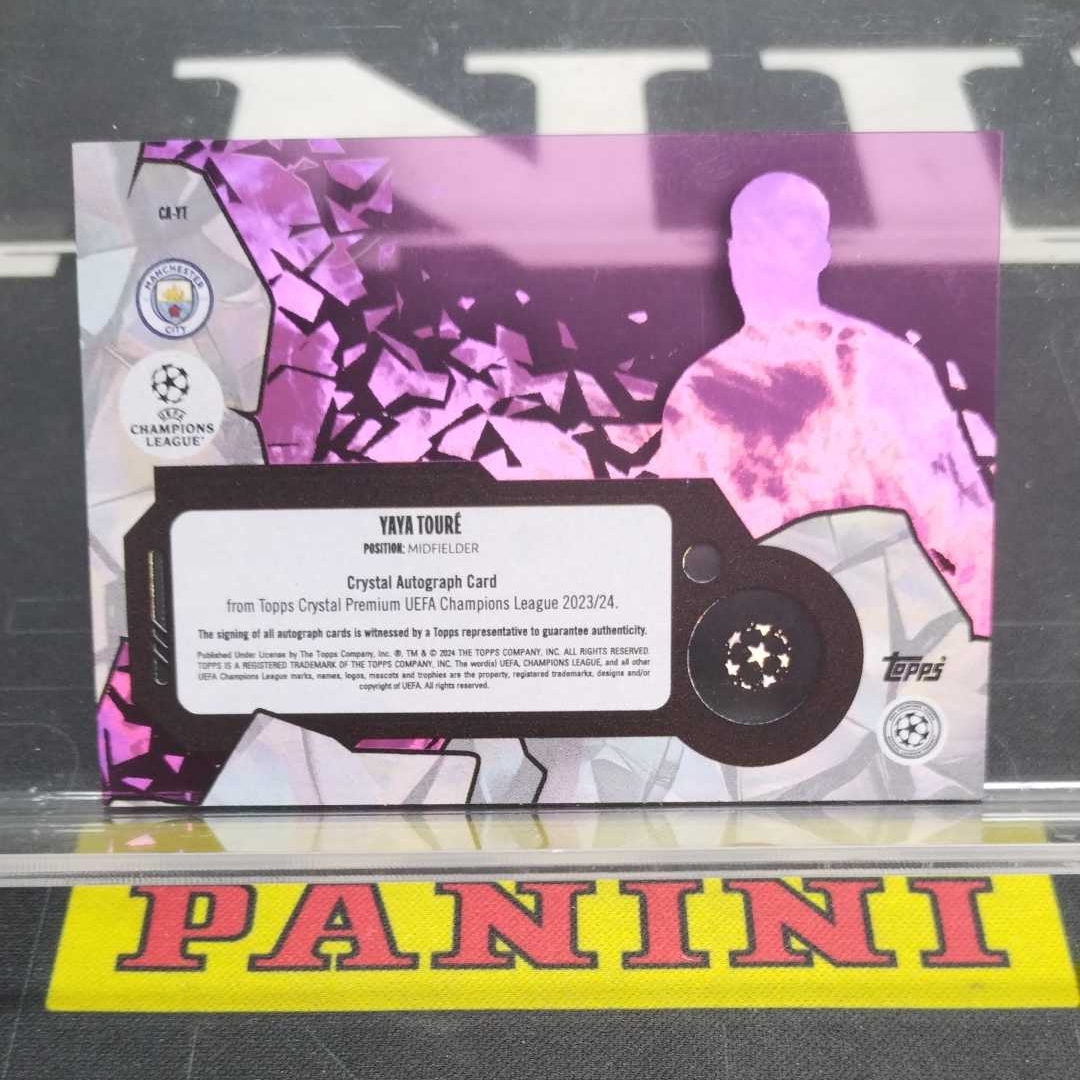 CA-YT
MANCHESTER
CITY
UEFA
CHAMPIONS
LEAGUE
YAYA TOURÉ
POSITION: MIDFIELDER
Crystal Autograph Card
from Topps Crystal Premium UEFA Champions League 2023/24.
The signing of all autograph cards is witnessed by a Topps representative to guarantee authenticity.
Published Under License by The Topps Company, Inc. ®, TM & © 2024 THE TOPPS COMPANY, INC. ALL RIGHTS RESERVED.
TOPPS IS A REGISTERED TRADEMARK OF THE TOPPS COMPANY, INC. The word(s) UEFA, CHAMPIONS LEAGUE, and all other
UEFA Champions League marks, names, logos, mascots and trophies are the property, registered trademarks, designs and/or
copyright of UEFA. All rights reserved.
topps®
PANINI